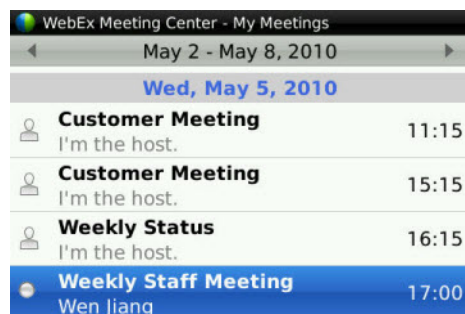 WebEx Meeting Center - My Meetings
May 2 - May 8, 2010
Wed, May 5, 2010
Customer Meeting
I'm the host.
11:15
Customer Meeting
I'm the host.
15:15
Weekly Status
I'm the host.
16:15
Weekly Staff Meeting
Wen Jiang
17:00